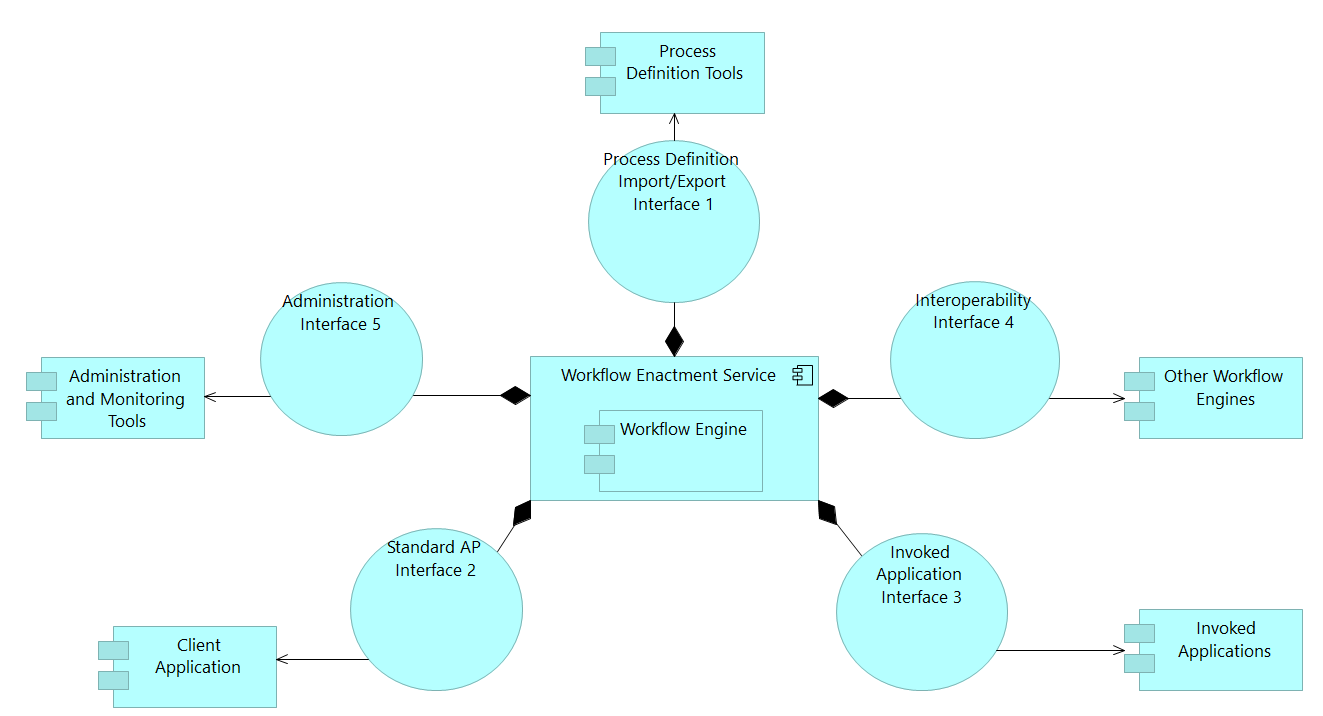 Process
Definition Tools
Process Definition
Import/Export
Interface 1
Administration
Interface 5
Interoperability
Interface 4
Administration
and Monitoring
Tools
Workflow Enactment Service
Workflow Engine
Other Workflow
Engines
Standard AP
Interface 2
Invoked
Application
Interface 3
Client
Application
Invoked
Applications